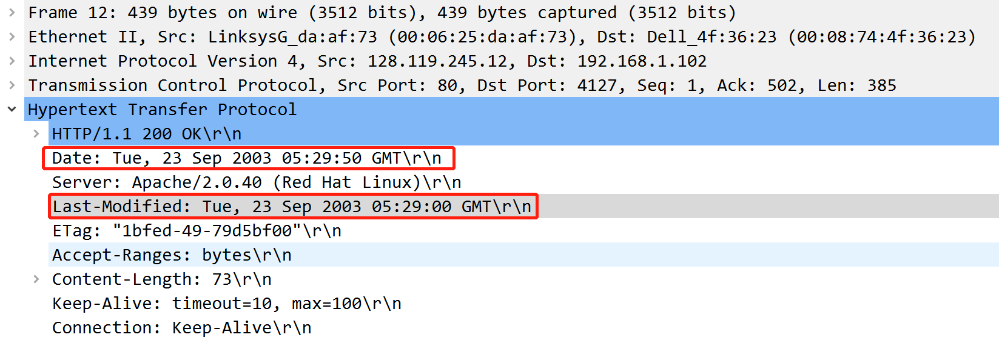 Frame 12: 439 bytes on wire (3512 bits), 439 bytes captured (3512 bits)
Ethernet II, Src: LinksysG_da:af:73 (00:06:25:da:af:73), Dst: Dell_4f:36:23 (00:08:74:4f:36:23)
Internet Protocol Version 4, Src: 128.119.245.12, Dst: 192.168.1.102
Transmission Control Protocol, Src Port: 80, Dst Port: 4127, Seq: 1, Ack: 502, Len: 385
Hypertext Transfer Protocol
HTTP/1.1 200 OK\r\n
Date: Tue, 23 Sep 2003 05:29:50 GMT\r\n
Server: Apache/2.0.40 (Red Hat Linux)\r\n
Last-Modified: Tue, 23 Sep 2003 05:29:00 GMT\r\n
ETag: "1bfed-49-79d5bf00"\r\n
Accept-Ranges: bytes\r\n
Content-Length: 73\r\n
Keep-Alive: timeout=10, max=100\r\n
Connection: Keep-Alive\r\n